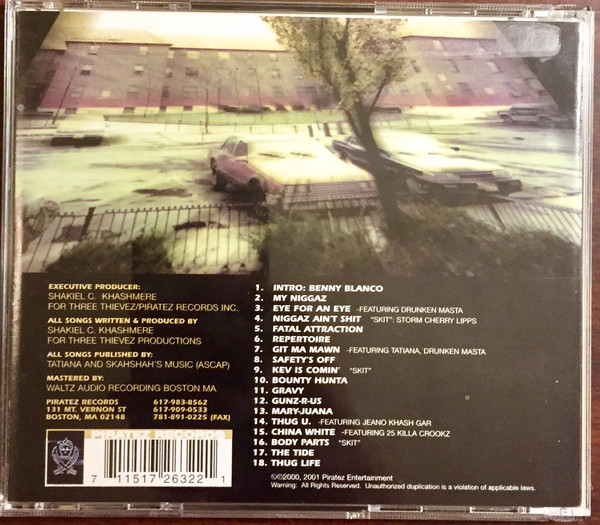 EXECUTIVE PRODUCER:
SHAKIEL C. KHASHMERE
FOR THREE THIEVEZ/PIRATEZ RECORDS INC.
ALL SONGS WRITTEN & PRODUCED BY
SHAKIEL C. KHASHMERE
FOR THREE THIEVEZ PRODUCTIONS
ALL SONGS PUBLISHED BY:
TATIANA AND SKAHSHAH'S MUSIC (ASCAP)
MASTERED BY:
WALTZ AUDIO RECORDING BOSTON MA
PIRATEZ RECORDS 617-983-8562
131 MT. VERNON ST 617-909-0533
BOSTON, MA 02148 781-891-0225 (FAX)
PIRATEZ RECORDS
7 11517 26322 1
1. INTRO: BENNY BLANCO
2. MY NIGGAZ
3. EYE FOR AN EYE -FEATURING DRUNKEN MASTA
4. NIGGAZ AIN'T SHIT "SKIT": STORM CHERRY LIPPS
5. FATAL ATTRACTION
6. REPERTOIRE
7. GIT MA MAWN -FEATURING TATIANA, DRUNKEN MASTA
8. SAFETY'S OFF
9. KEV IS COMIN' "SKIT"
10. BOUNTY HUNTA
11. GRAVY
12. GUNZ-R-US
13. MARY-JUANA
14. THUG U. -FEATURING JEANO KHASH GAR
15. CHINA WHITE -FEATURING 25 KILLA CROOKZ
16. BODY PARTS "SKIT"
17. THE TIDE
18. THUG LIFE
℗©2000, 2001 Piratez Entertainment
Warning: All Rights Reserved. Unauthorized duplication is a violation of applicable laws.